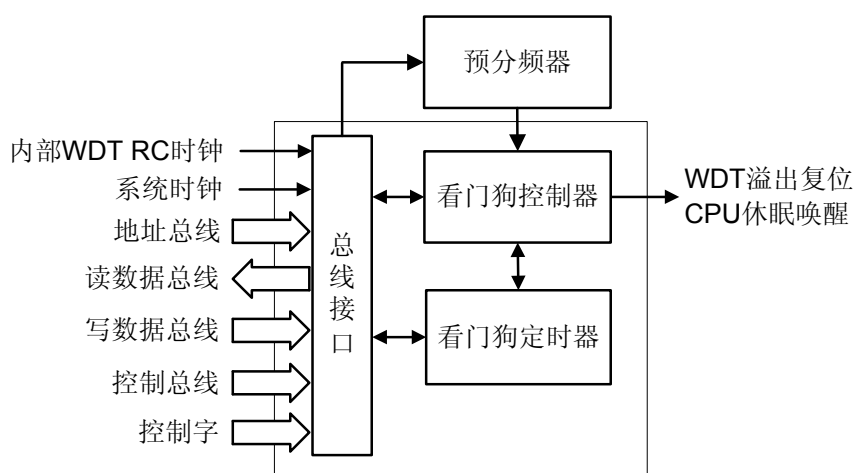 预分频器
内部WDT RC时钟
系统时钟
地址总线
读数据总线
写数据总线
控制总线
控制字
总
线
接
口
看门狗控制器
看门狗定时器
WDT溢出复位
CPU休眠唤醒